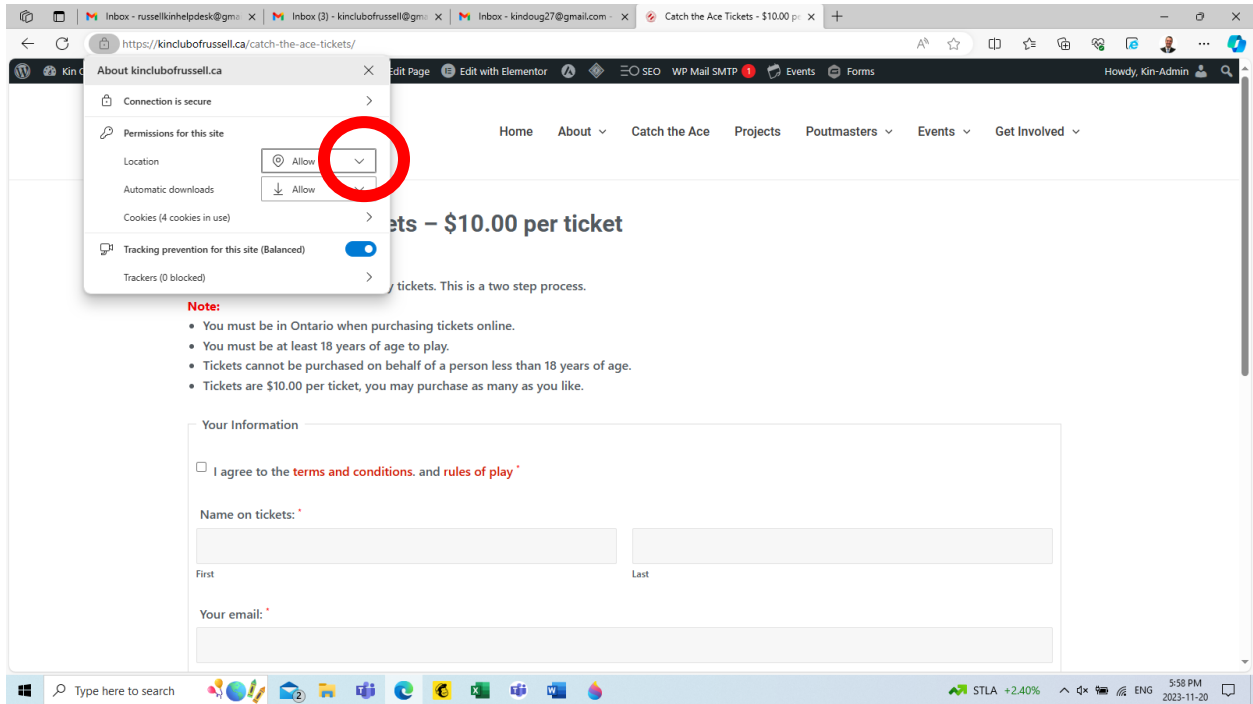 Inbox - russellkinhelpdesk@gma
Inbox (3) - kinclubofrussell@gma
Inbox - kindoug27@gmail.com -
Catch the Ace Tickets - $10.00 pe
https://kinclubofrussell.ca/catch-the-ace-tickets/
Kin
Edit Page
Edit with Elementor
SEO
WP Mail SMTP 1
Events
Forms
Howdy, Kin-Admin
About kinclubofrussell.ca
Connection is secure
Permissions for this site
Location
Allow
Automatic downloads
Allow
Cookies (4 cookies in use)
Tracking prevention for this site (Balanced)
Trackers (0 blocked)
Home
About
Catch the Ace
Projects
Poutmasters
Events
Get Involved
ets – $10.00 per ticket
tickets. This is a two step process.
Note:
• You must be in Ontario when purchasing tickets online.
• You must be at least 18 years of age to play.
• Tickets cannot be purchased on behalf of a person less than 18 years of age.
• Tickets are $10.00 per ticket, you may purchase as many as you like.
Your Information
I agree to the terms and conditions. and rules of play *
Name on tickets: *
First
Last
Your email: *
Type here to search
2
STLA +2.40%
ENG
5:58 PM
2023-11-20